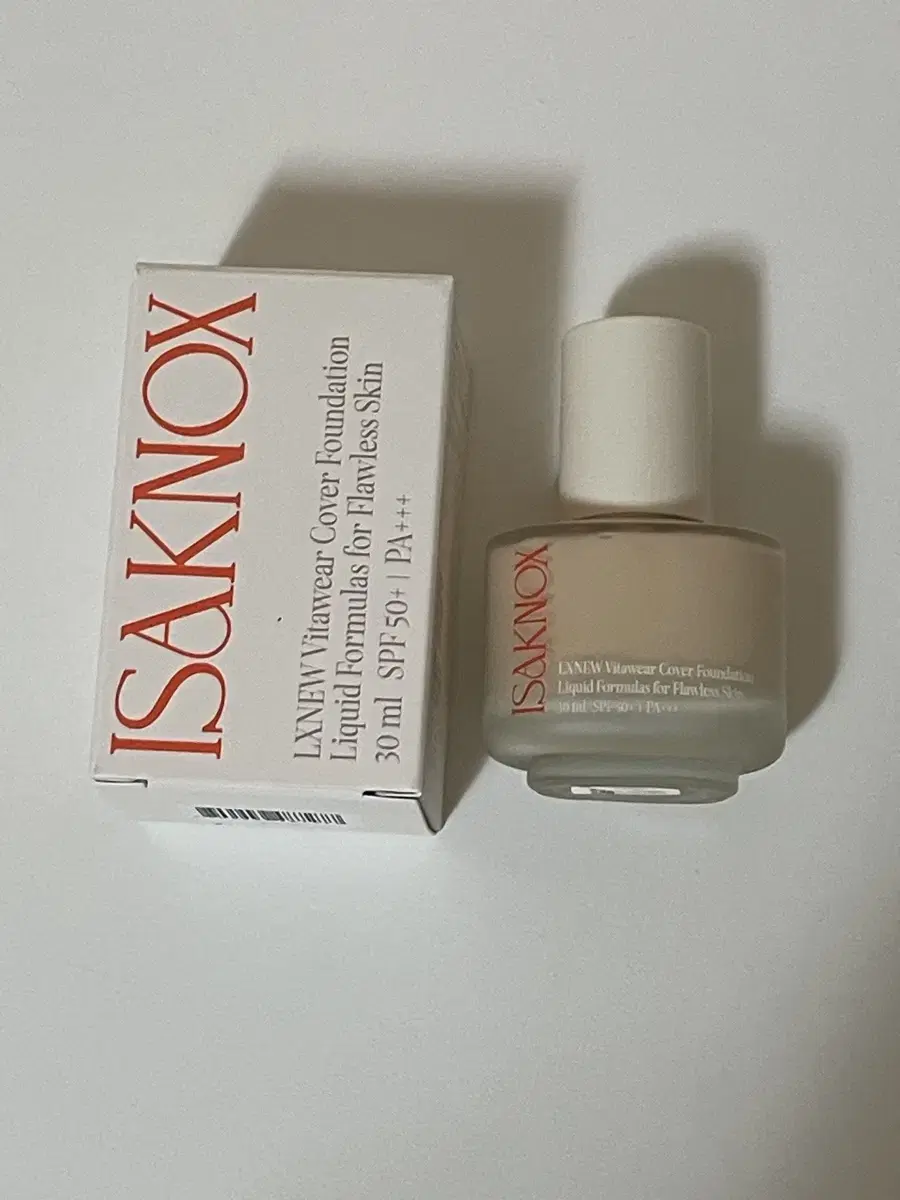 ISAKNOX
LXNEW Vitawear Cover Foundation
Liquid Formulas for Flawless Skin
30 ml SPF 50+ | PA+++
ISAKNOX
LXNEW Vitawear Cover Foundation
Liquid Formulas for Flawless Skin
30 ml SPF 50+ | PA+++